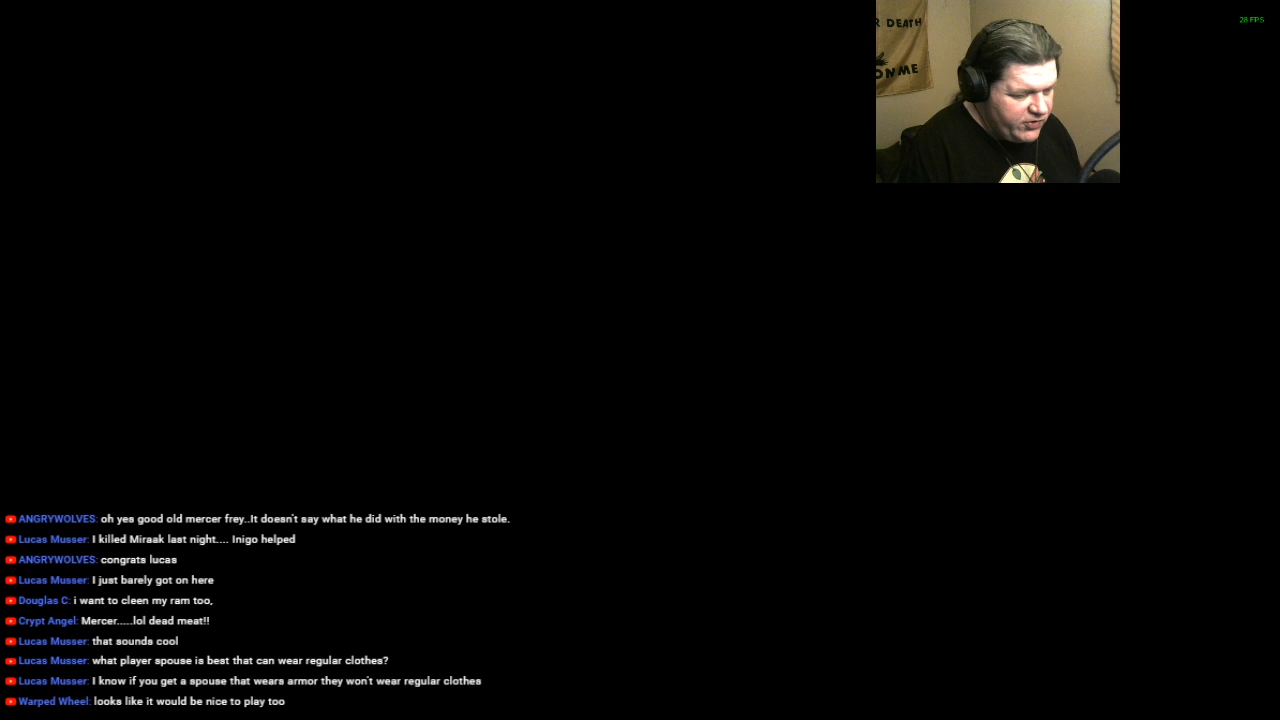 R DEATH
ON ME
28 FPS
ANGRYWOLVES: oh yes good old mercer frey..It doesn't say what he did with the money he stole.
Lucas Musser: I killed Miraak last night.... Inigo helped
ANGRYWOLVES: congrats lucas
Lucas Musser: I just barely got on here
Douglas C: i want to cleen my ram too,
Crypt Angel: Mercer.....lol dead meat!!
Lucas Musser: that sounds cool
Lucas Musser: what player spouse is best that can wear regular clothes?
Lucas Musser: I know if you get a spouse that wears armor they won't wear regular clothes
Warped Wheel: looks like it would be nice to play too